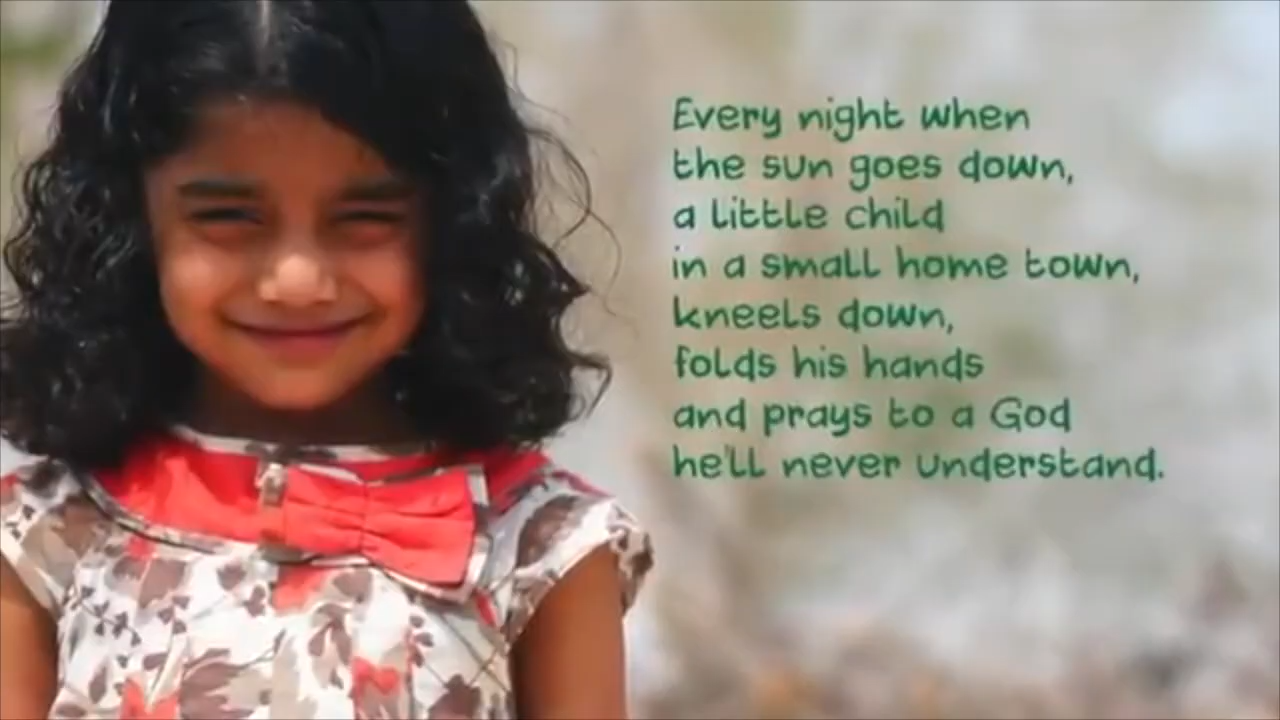 Every night when
the sun goes down,
a little child
in a small home town,
kneels down,
folds his hands
and prays to a God
he'll never understand.